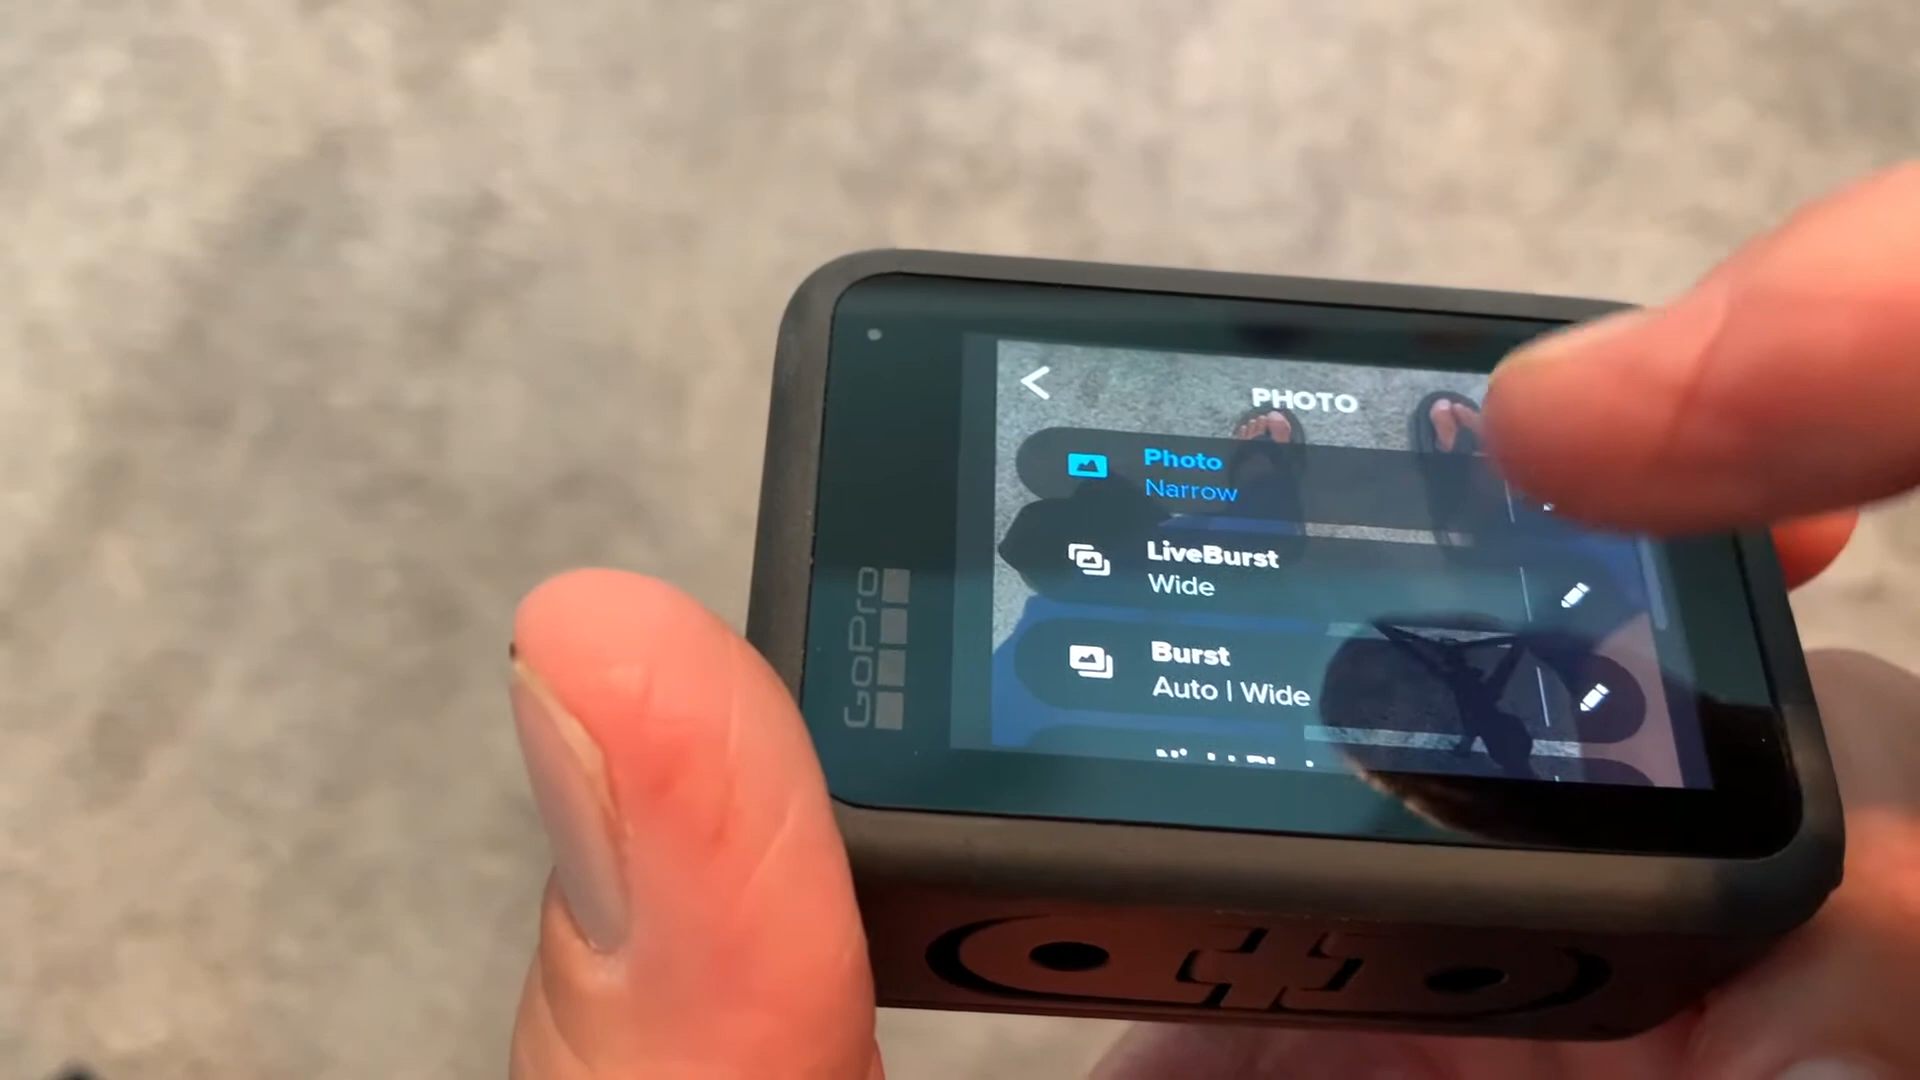 PHOTO
Photo
Narrow
LiveBurst
Wide
Burst
Auto | Wide
GoPro